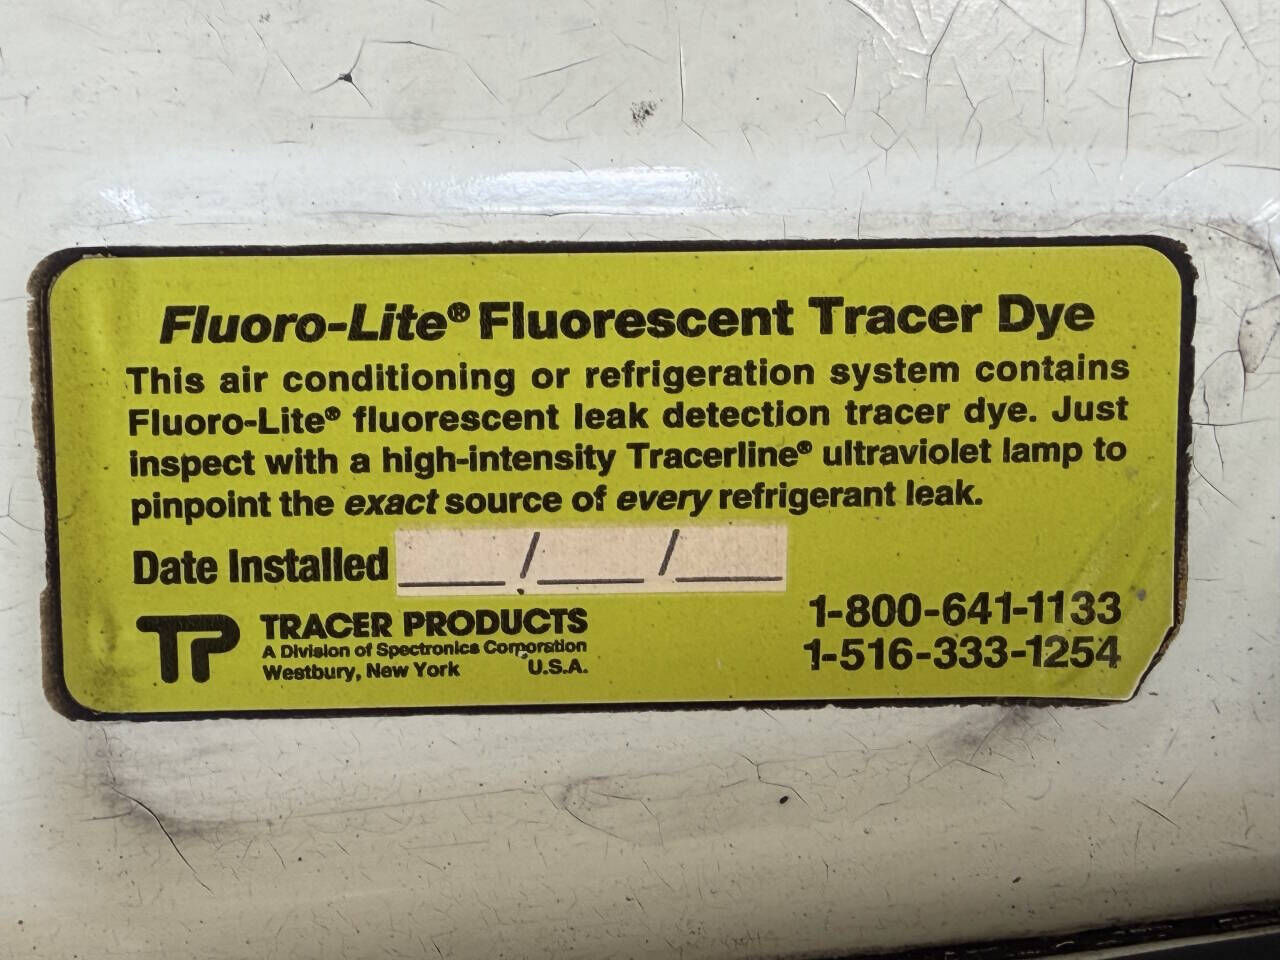 Fluoro-Lite® Fluorescent Tracer Dye
This air conditioning or refrigeration system contains
Fluoro-Lite® fluorescent leak detection tracer dye. Just
inspect with a high-intensity Tracerline® ultraviolet lamp to
pinpoint the exact source of every refrigerant leak.
Date Installed ____/____/____
TP
TRACER PRODUCTS
A Division of Spectronics Corporation
Westbury, New York U.S.A.
1-800-641-1133
1-516-333-1254